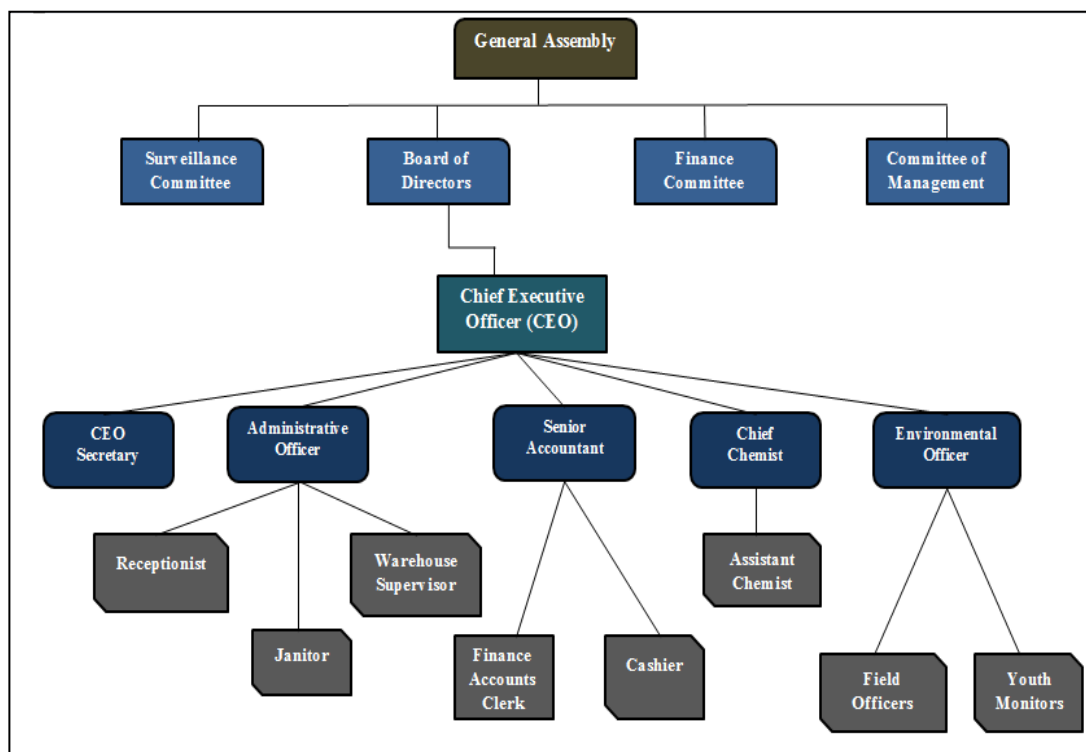 General Assembly
Surveillance
Committee
Board of
Directors
Finance
Committee
Committee of
Management
Chief Executive
Officer (CEO)
CEO
Secretary
Administrative
Officer
Senior
Accountant
Chief
Chemist
Environmental
Officer
Receptionist
Warehouse
Supervisor
Assistant
Chemist
Janitor
Finance
Accounts
Clerk
Cashier
Field
Officers
Youth
Monitors